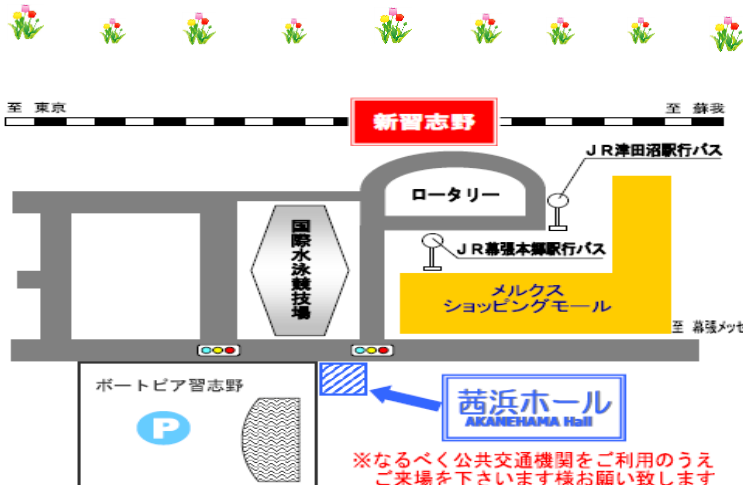 至 東京
新習志野
至 蘇我
JR津田沼駅行バス
ロータリー
国際水泳競技場
JR幕張本郷駅行バス
メルクス
ショッピングモール
至 幕張メッセ
ボートピア習志野
P
茜浜ホール
AKANEHAMA Hall
※なるべく公共交通機関をご利用のうえ
ご来場を下さいます様お願い致します